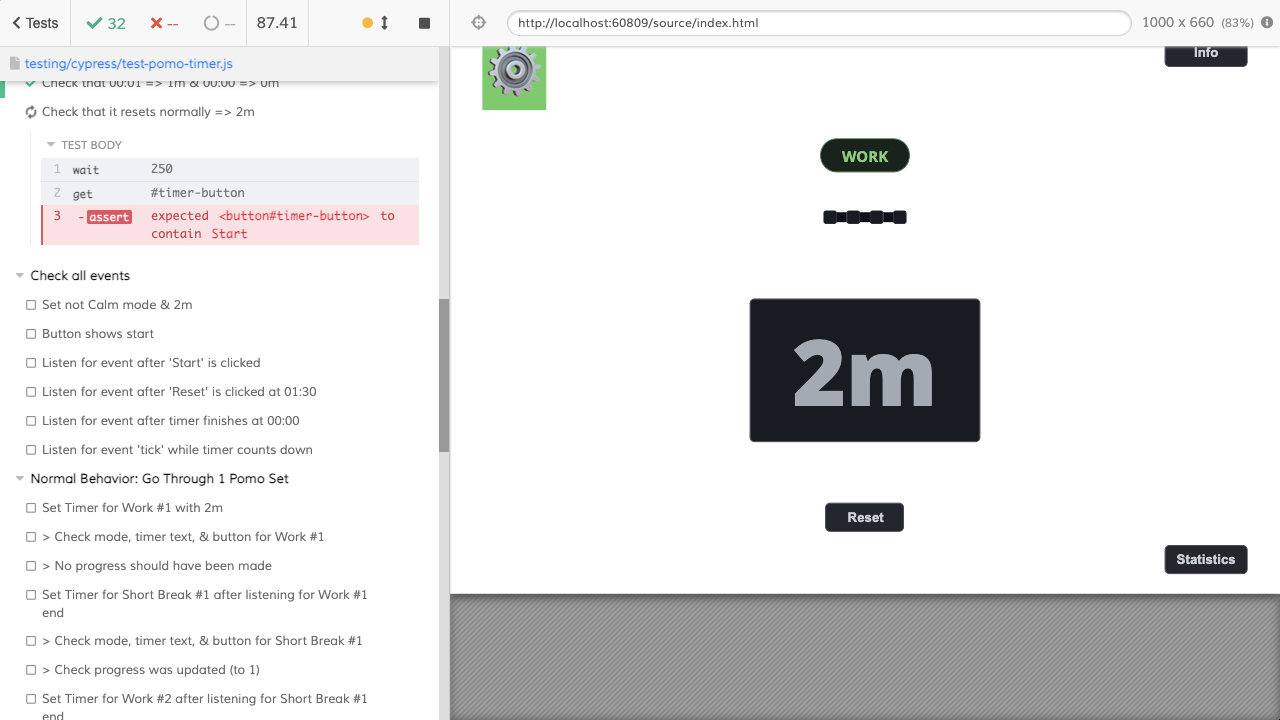 Tests
32
--
--
87.41
http://localhost:60809/source/index.html
1000 x 660 (83%)
testing/cypress/test-pomo-timer.js
Check that 00:01 => 1m & 00:00 => 0m
Check that it resets normally => 2m
TEST BODY
1 wait 250
2 get #timer-button
3 -assert expected <button#timer-button> to
contain Start
Check all events
Set not Calm mode & 2m
Button shows start
Listen for event after 'Start' is clicked
Listen for event after 'Reset' is clicked at 01:30
Listen for event after timer finishes at 00:00
Listen for event 'tick' while timer counts down
Normal Behavior: Go Through 1 Pomo Set
Set Timer for Work #1 with 2m
> Check mode, timer text, & button for Work #1
> No progress should have been made
Set Timer for Short Break #1 after listening for Work #1
end
> Check mode, timer text, & button for Short Break #1
> Check progress was updated (to 1)
Set Timer for Work #2 after listening for Short Break #1
end
Info
WORK
2m
Reset
Statistics